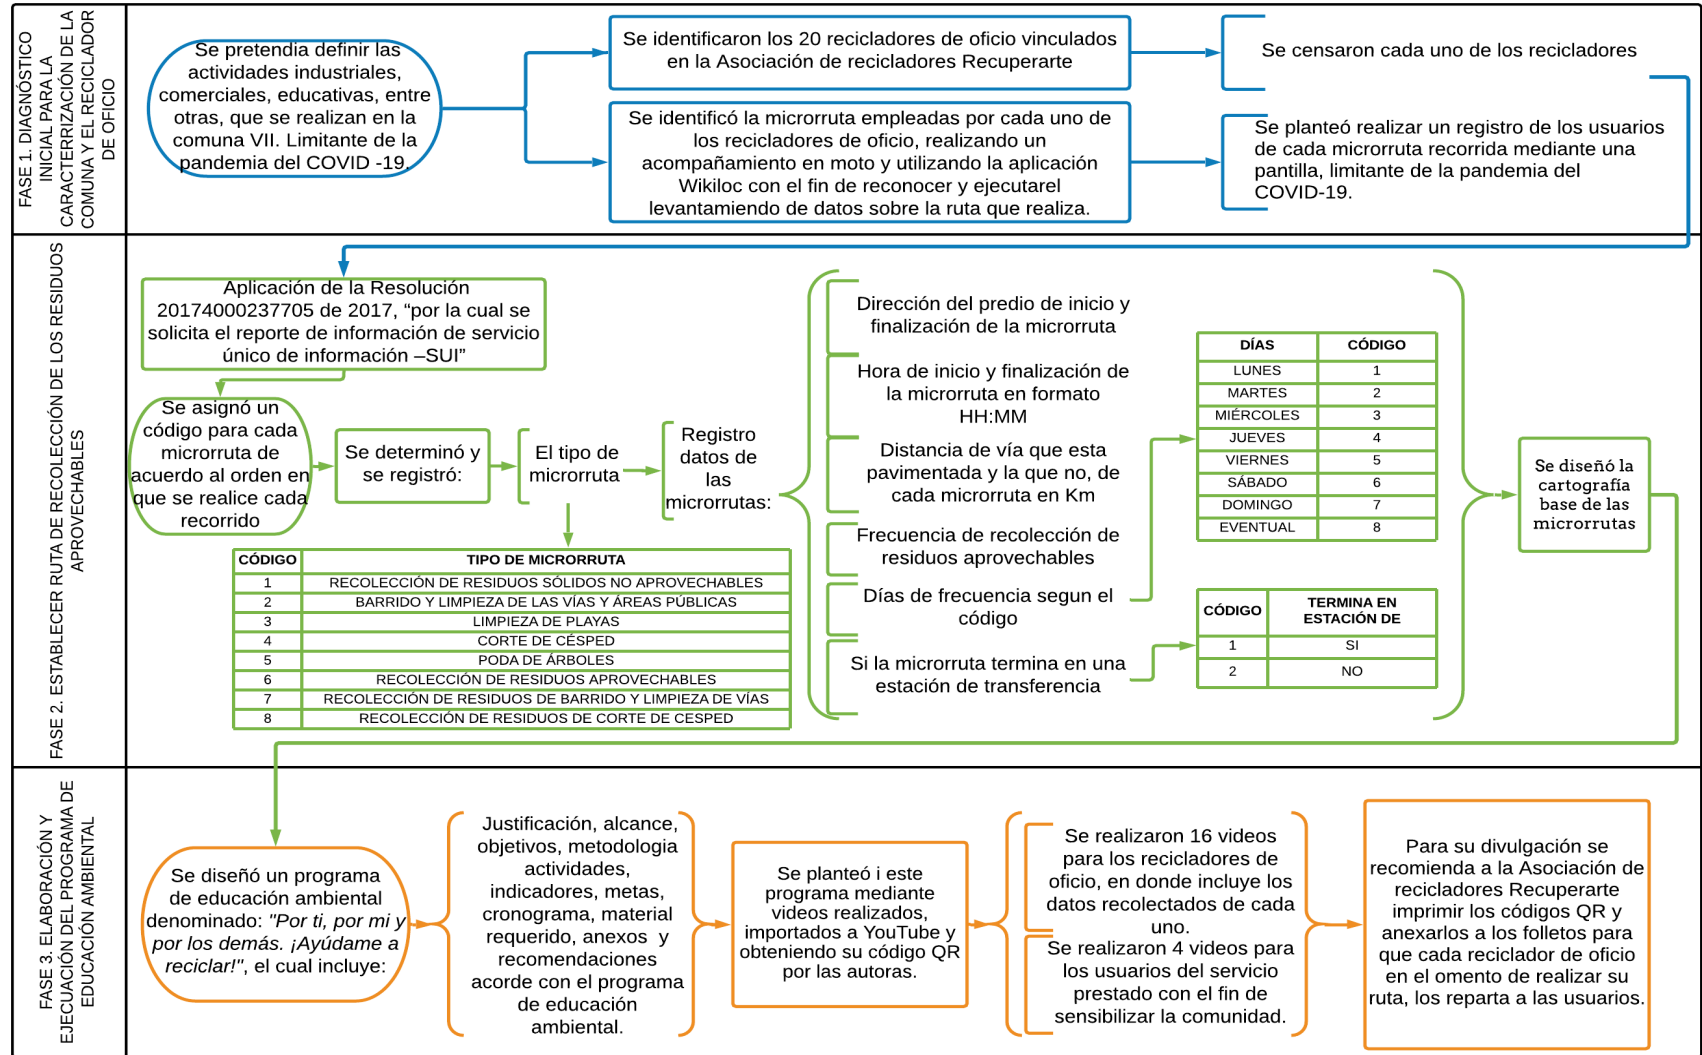 FASE 1. DIAGNÓSTICO
INICIAL PARA LA
CARACTERRIZACIÓN DE LA
COMUNA Y EL RECICLADOR
DE OFICIO
Se pretendia definir las
actividades industriales,
comerciales, educativas, entre
otras, que se realizan en la
comuna VII. Limitante de la
pandemia del COVID -19.
Se identificaron los 20 recicladores de oficio vinculados
en la Asociación de recicladores Recuperarte
Se censaron cada uno de los recicladores
Se identificó la microrruta empleadas por cada uno de
los recicladores de oficio, realizando un
acompañamiento en moto y utilizando la aplicación
Wikiloc con el fin de reconocer y ejecutarel
levantamiendo de datos sobre la ruta que realiza.
Se planteó realizar un registro de los usuarios
de cada microrruta recorrida mediante una
pantilla, limitante de la pandemia del
COVID-19.
FASE 2. ESTABLECER RUTA DE RECOLECCIÓN DE LOS RESIDUOS
APROVECHABLES
Aplicación de la Resolución
20174000237705 de 2017, “por la cual se
solicita el reporte de información de servicio
único de información –SUI”
Se asignó un
código para cada
microrruta de
acuerdo al orden en
que se realice cada
recorrido
Se determinó y
se registró:
El tipo de
microrruta
Registro
datos de
las
microrrutas:
CÓDIGO TIPO DE MICRORRUTA
1 RECOLECCIÓN DE RESIDUOS SÓLIDOS NO APROVECHABLES
2 BARRIDO Y LIMPIEZA DE LAS VÍAS Y ÁREAS PÚBLICAS
3 LIMPIEZA DE PLAYAS
4 CORTE DE CÉSPED
5 PODA DE ÁRBOLES
6 RECOLECCIÓN DE RESIDUOS APROVECHABLES
7 RECOLECCIÓN DE RESIDUOS DE BARRIDO Y LIMPIEZA DE VÍAS
8 RECOLECCIÓN DE RESIDUOS DE CORTE DE CESPED
Dirección del predio de inicio y
finalización de la microrruta
Hora de inicio y finalización de
la microrruta en formato
HH:MM
Distancia de vía que esta
pavimentada y la que no, de
cada microrruta en Km
Frecuencia de recolección de
residuos aprovechables
Días de frecuencia segun el
código
Si la microrruta termina en una
estación de transferencia
DÍAS CÓDIGO
LUNES 1
MARTES 2
MIÉRCOLES 3
JUEVES 4
VIERNES 5
SÁBADO 6
DOMINGO 7
EVENTUAL 8
CÓDIGO TERMINA EN
ESTACIÓN DE
1 SI
2 NO
Se diseñó la
cartografía
base de las
microrrutas
FASE 3. ELABORACIÓN Y
EJECUACIÓN DEL PROGRAMA DE
EDUCACIÓN AMBIENTAL
Se diseñó un programa
de educación ambiental
denominado: "Por ti, por mi y
por los demás. ¡Ayúdame a
reciclar!", el cual incluye:
Justificación, alcance,
objetivos, metodologia
actividades,
indicadores, metas,
cronograma, material
requerido, anexos y
recomendaciones
acorde con el programa
de educación
ambiental.
Se planteó i este
programa mediante
videos realizados,
importados a YouTube y
obteniendo su código QR
por las autoras.
Se realizaron 16 videos
para los recicladores de
oficio, en donde incluye los
datos recolectados de cada
uno.
Se realizaron 4 videos para
los usuarios del servicio
prestado con el fin de
sensibilizar la comunidad.
Para su divulgación se
recomienda a la Asociación de
recicladores Recuperarte
imprimir los códigos QR y
anexarlos a los folletos para
que cada reciclador de oficio
en el omento de realizar su
ruta, los reparta a las usuarios.